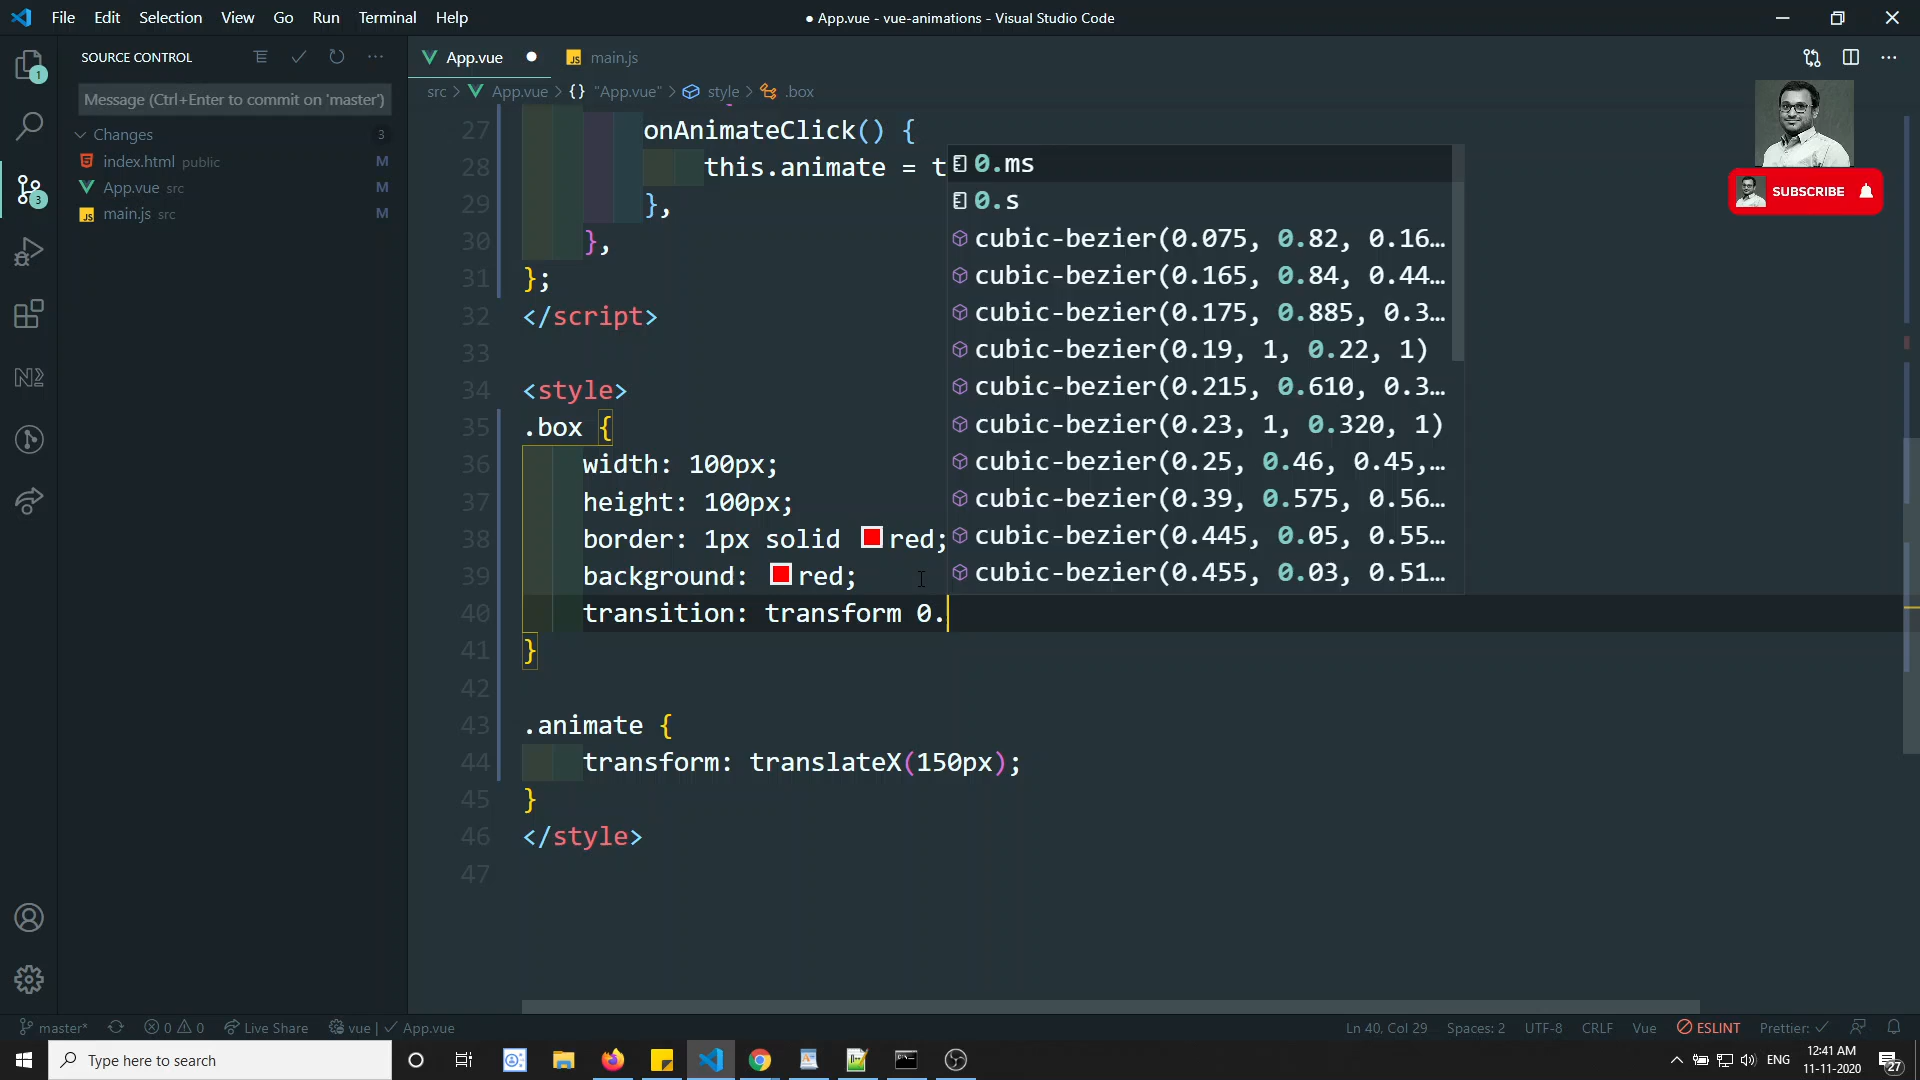 File Edit Selection View Go Run Terminal Help
● App.vue - vue-animations - Visual Studio Code
SOURCE CONTROL
App.vue
main.js
Message (Ctrl+Enter to commit on 'master')
src > App.vue > {} "App.vue" > style > .box
Changes 3
index.html public M
App.vue src M
main.js src M
1
3
SUBSCRIBE
27 onAnimateClick() {
28 this.animate = t
29 },
30 },
31 };
32 </script>
33
34 <style>
35 .box {
36 width: 100px;
37 height: 100px;
38 border: 1px solid red;
39 background: red;
40 transition: transform 0.
41 }
42
43 .animate {
44 transform: translateX(150px);
45 }
46 </style>
47
0.ms
0.s
cubic-bezier(0.075, 0.82, 0.16…
cubic-bezier(0.165, 0.84, 0.44…
cubic-bezier(0.175, 0.885, 0.3…
cubic-bezier(0.19, 1, 0.22, 1)
cubic-bezier(0.215, 0.610, 0.3…
cubic-bezier(0.23, 1, 0.320, 1)
cubic-bezier(0.25, 0.46, 0.45,…
cubic-bezier(0.39, 0.575, 0.56…
cubic-bezier(0.445, 0.05, 0.55…
cubic-bezier(0.455, 0.03, 0.51…
master* 0 0 Live Share vue | App.vue
Ln 40, Col 29 Spaces: 2 UTF-8 CRLF Vue ESLINT Prettier: ✓
Type here to search
ENG
12:41 AM
11-11-2020
27